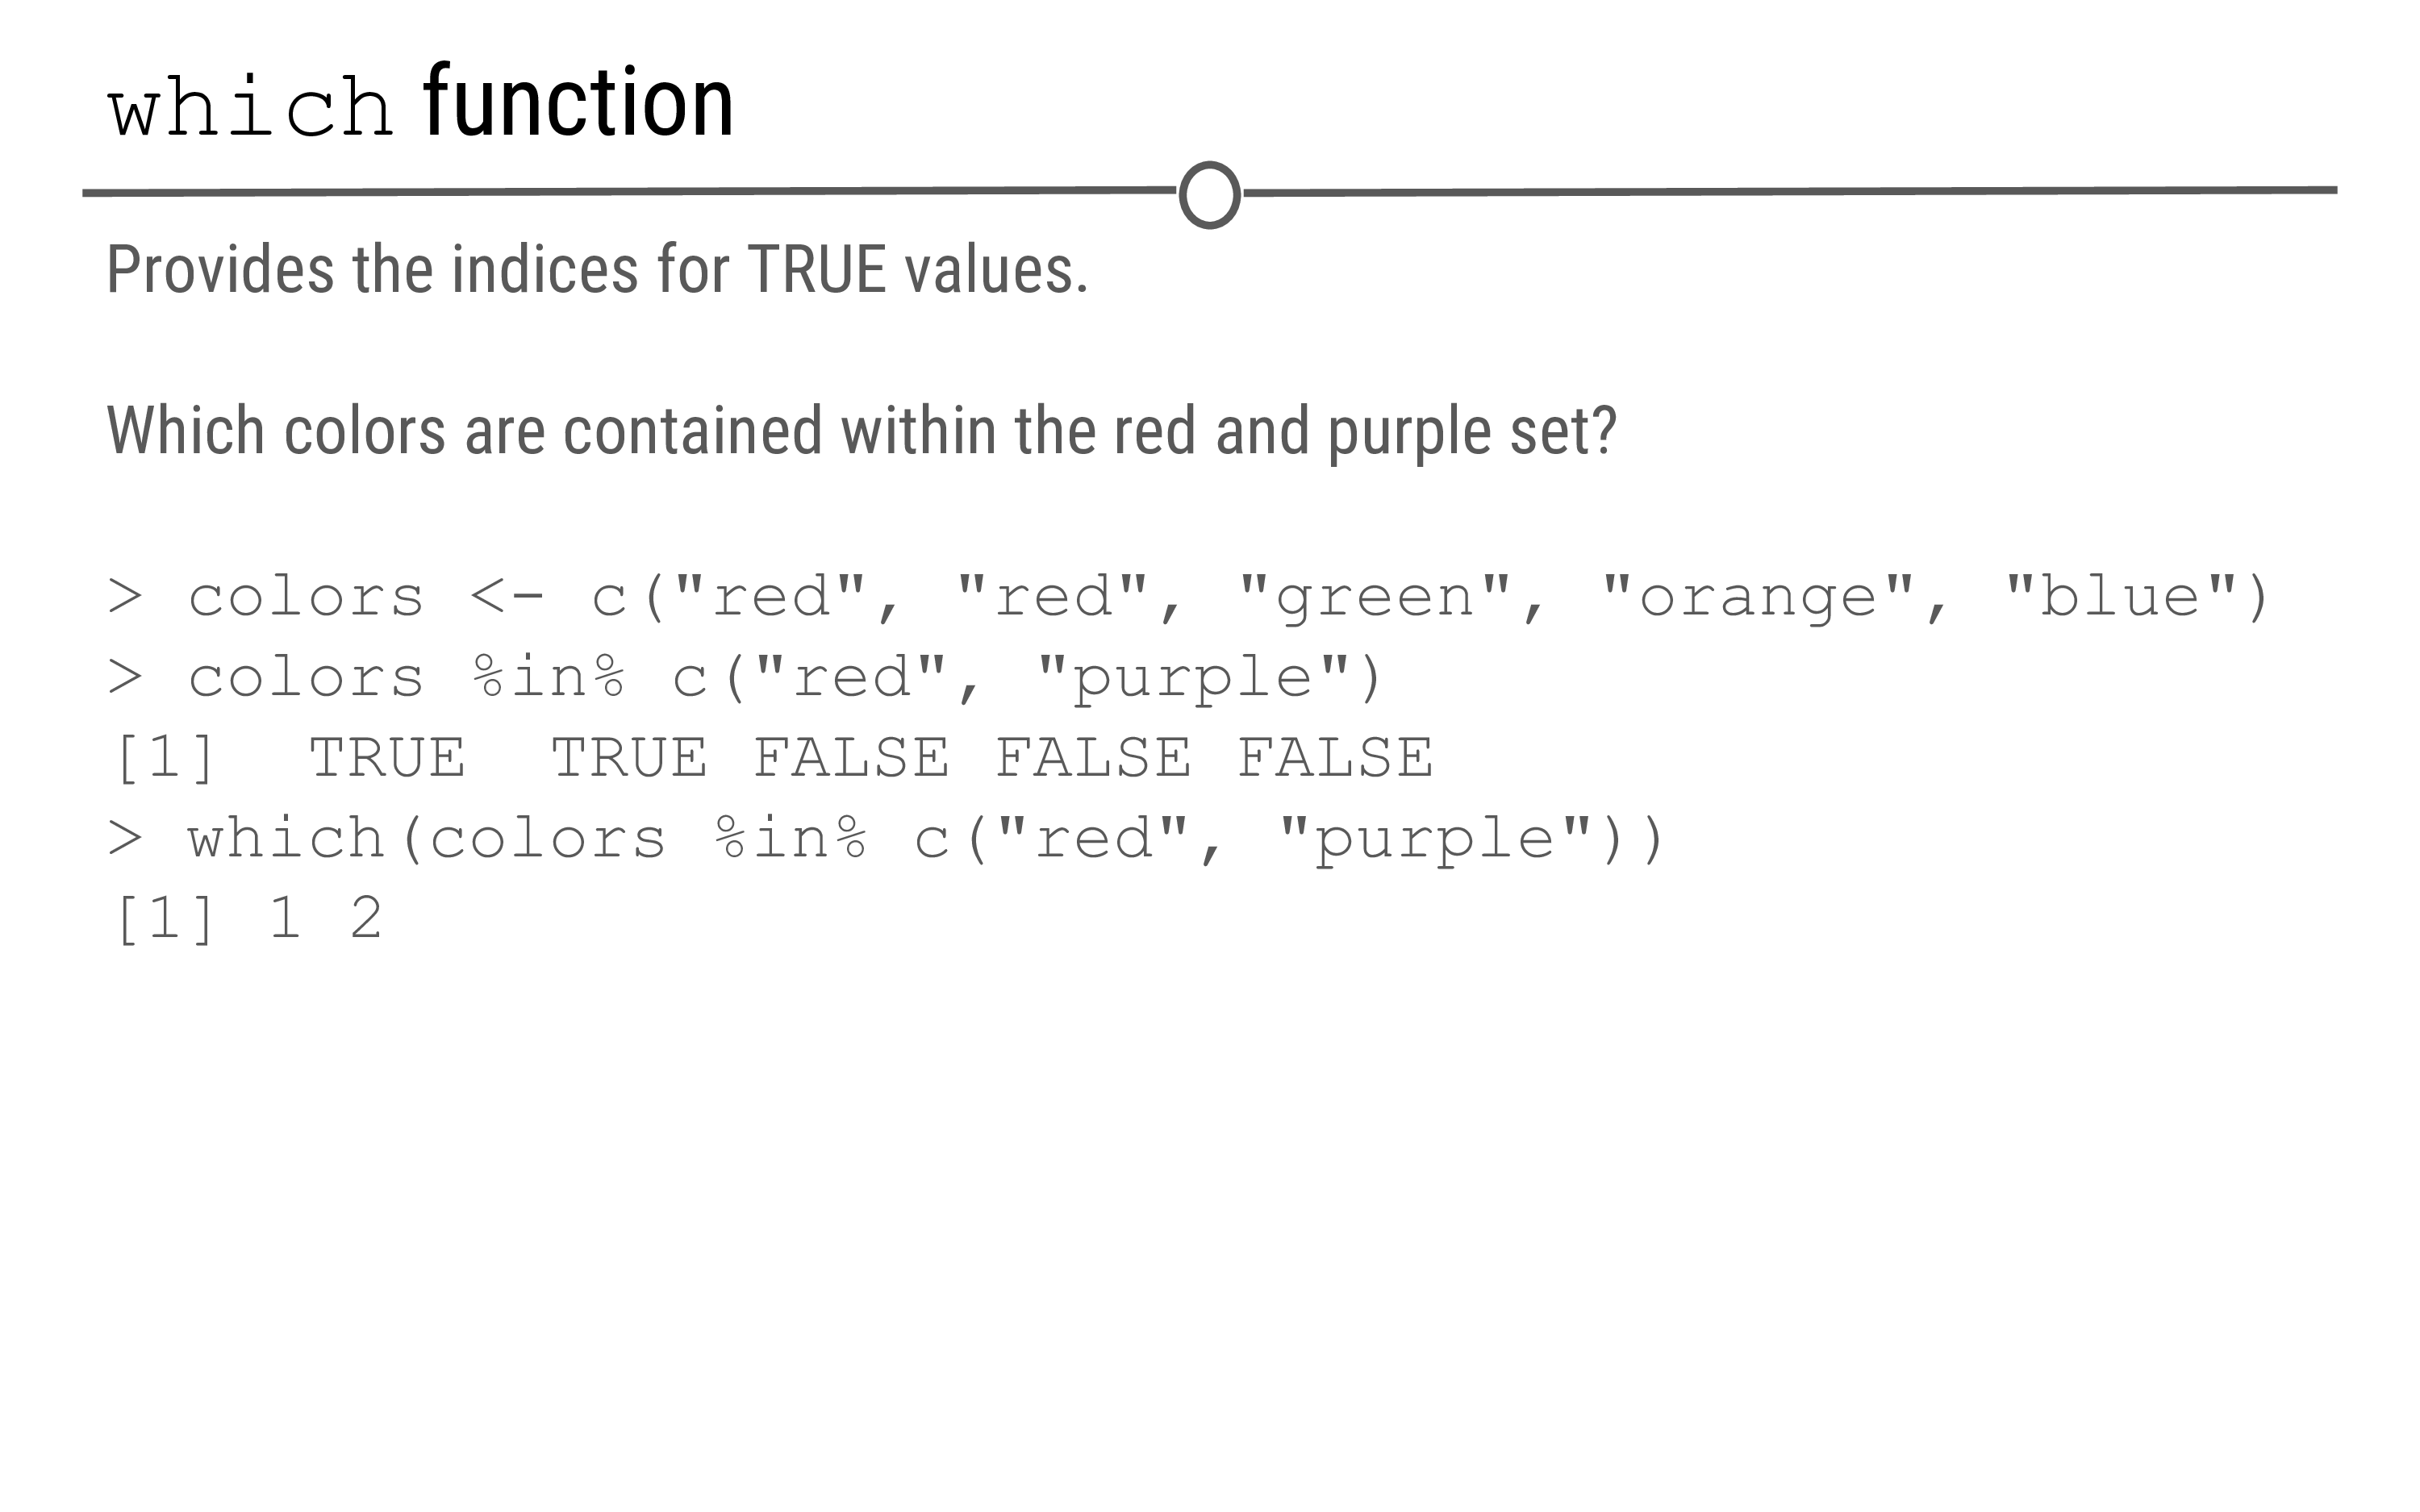 which function
Provides the indices for TRUE values.
Which colors are contained within the red and purple set?
> colors <- c("red", "red", "green", "orange", "blue")
> colors %in% c("red", "purple")
[1]  TRUE  TRUE FALSE FALSE FALSE
> which(colors %in% c("red", "purple"))
[1] 1 2